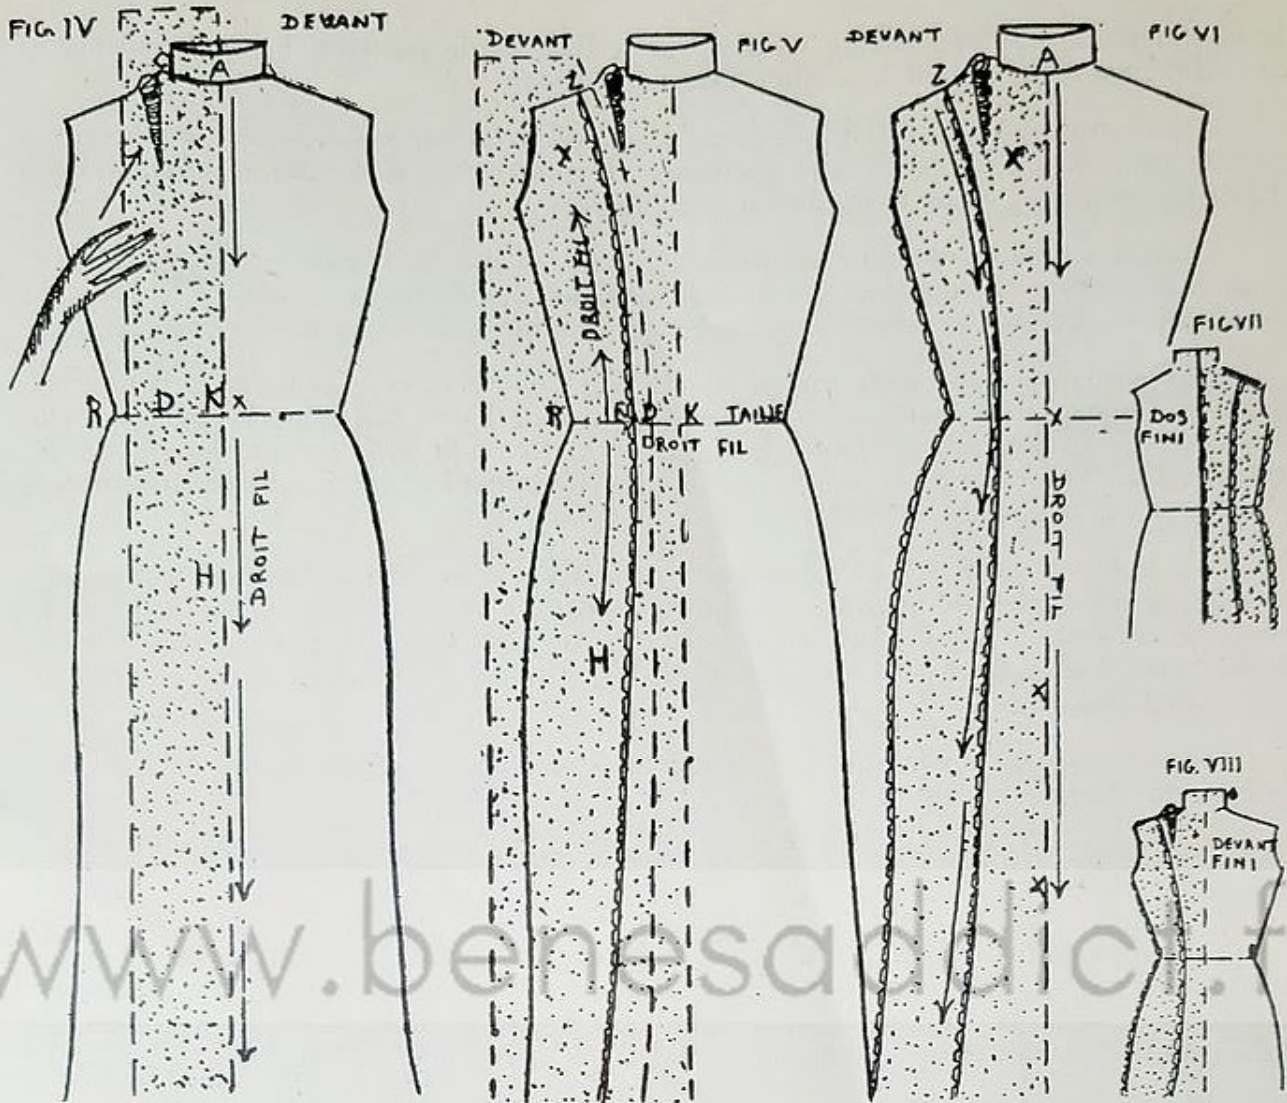 FIG. IV
DEVANT
A
R D K x
DROIT FIL
H
DEVANT
FIG V
Z
X
DROIT FIL
R E D K TAILLE
DROIT FIL
H
DEVANT
FIG VI
A
Z
X
X
DROIT FIL
X
X
FIG VII
DOS
FINI
FIG. VIII
DEVANT
FINI
www.benesaddict.f